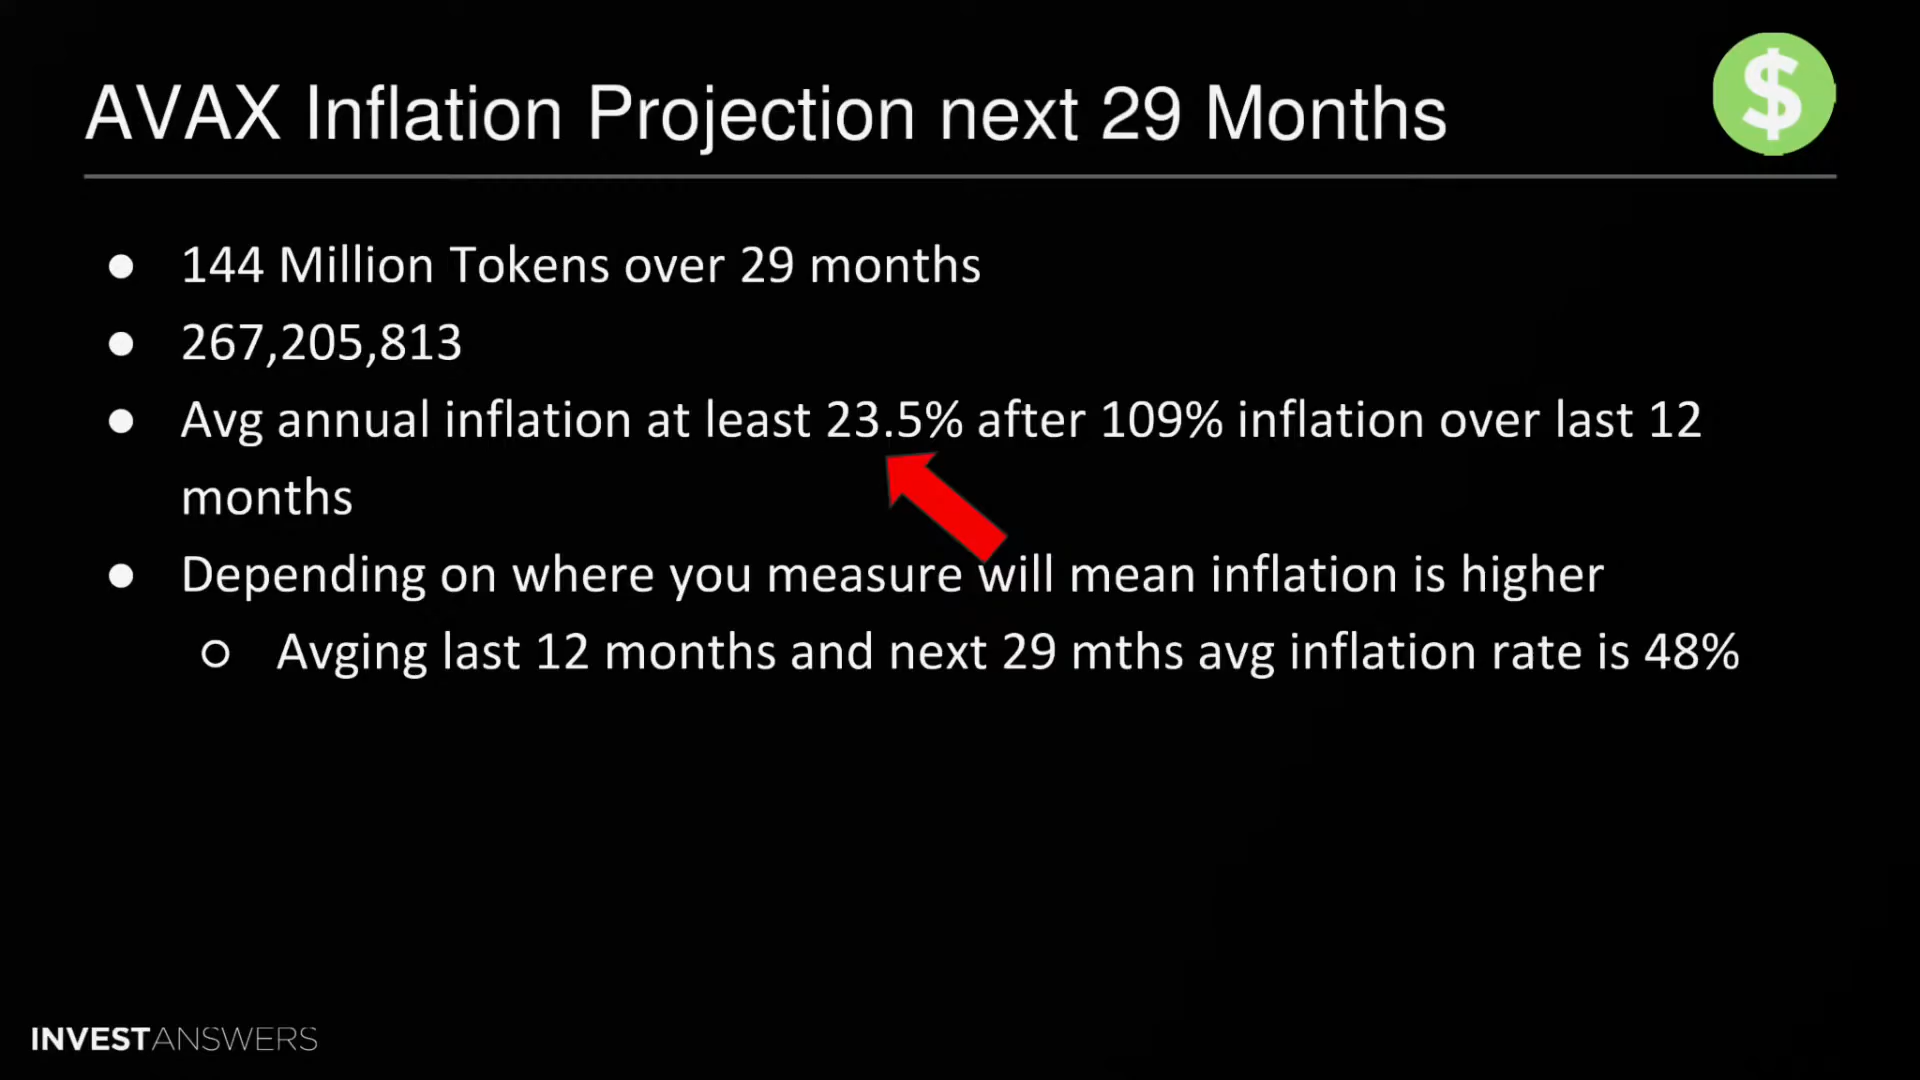 AVAX Inflation Projection next 29 Months
$
● 144 Million Tokens over 29 months
● 267,205,813
● Avg annual inflation at least 23.5% after 109% inflation over last 12
months
● Depending on where you measure will mean inflation is higher
○ Avging last 12 months and next 29 mths avg inflation rate is 48%
INVESTANSWERS